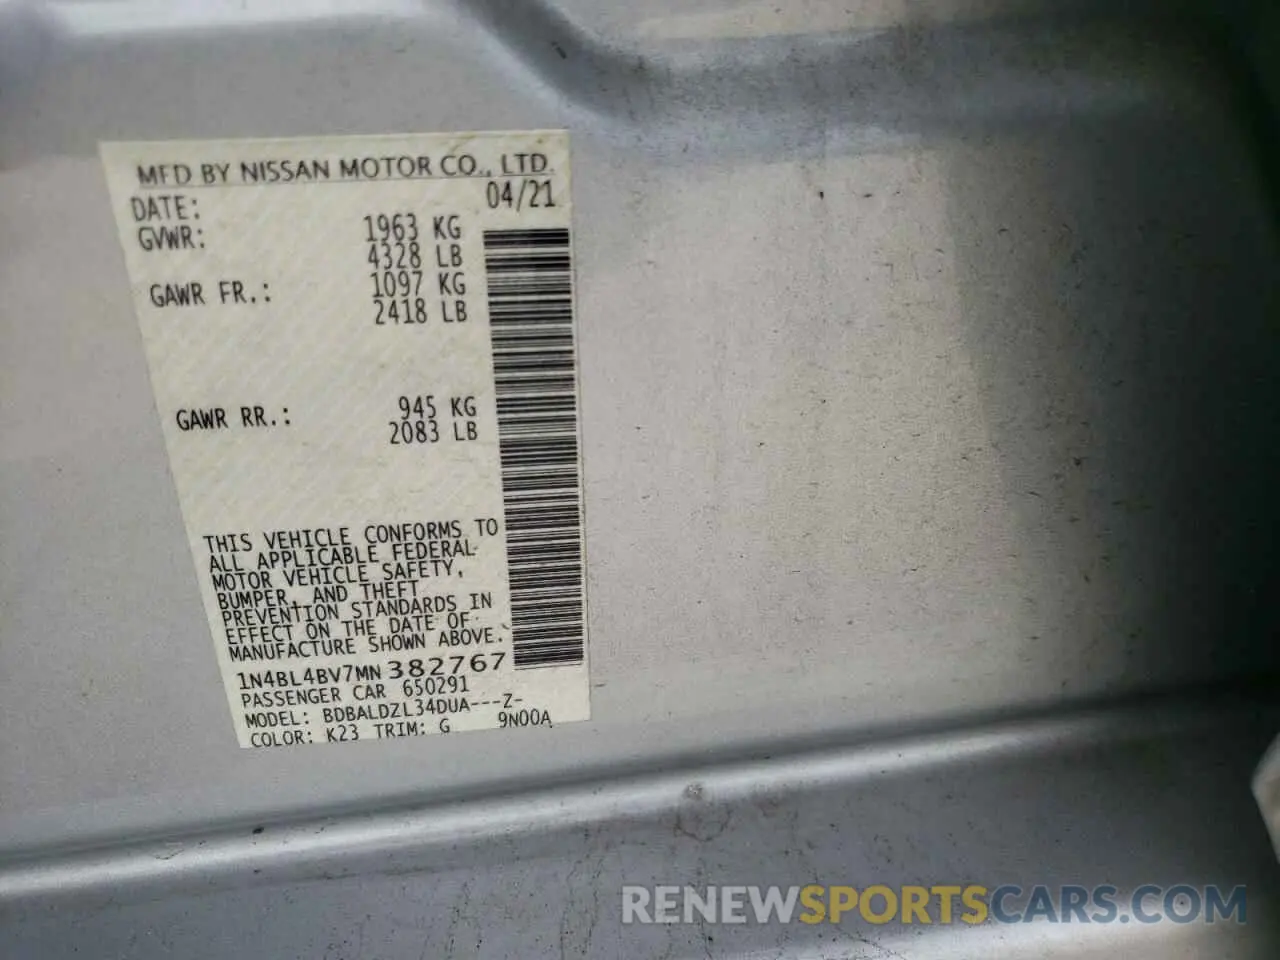 MFD BY NISSAN MOTOR CO., LTD.
DATE: 04/21
GVWR: 1963 KG
4328 LB
GAWR FR.: 1097 KG
2418 LB
GAWR RR.: 945 KG
2083 LB
THIS VEHICLE CONFORMS TO
ALL APPLICABLE FEDERAL
MOTOR VEHICLE SAFETY,
BUMPER, AND THEFT
PREVENTION STANDARDS IN
EFFECT ON THE DATE OF
MANUFACTURE SHOWN ABOVE.
1N4BL4BV7MN382767
PASSENGER CAR 650291
MODEL: BDBALDZL34DUA---Z-
COLOR: K23 TRIM: G 9N00A
RENEWSPORTSCARS.COM